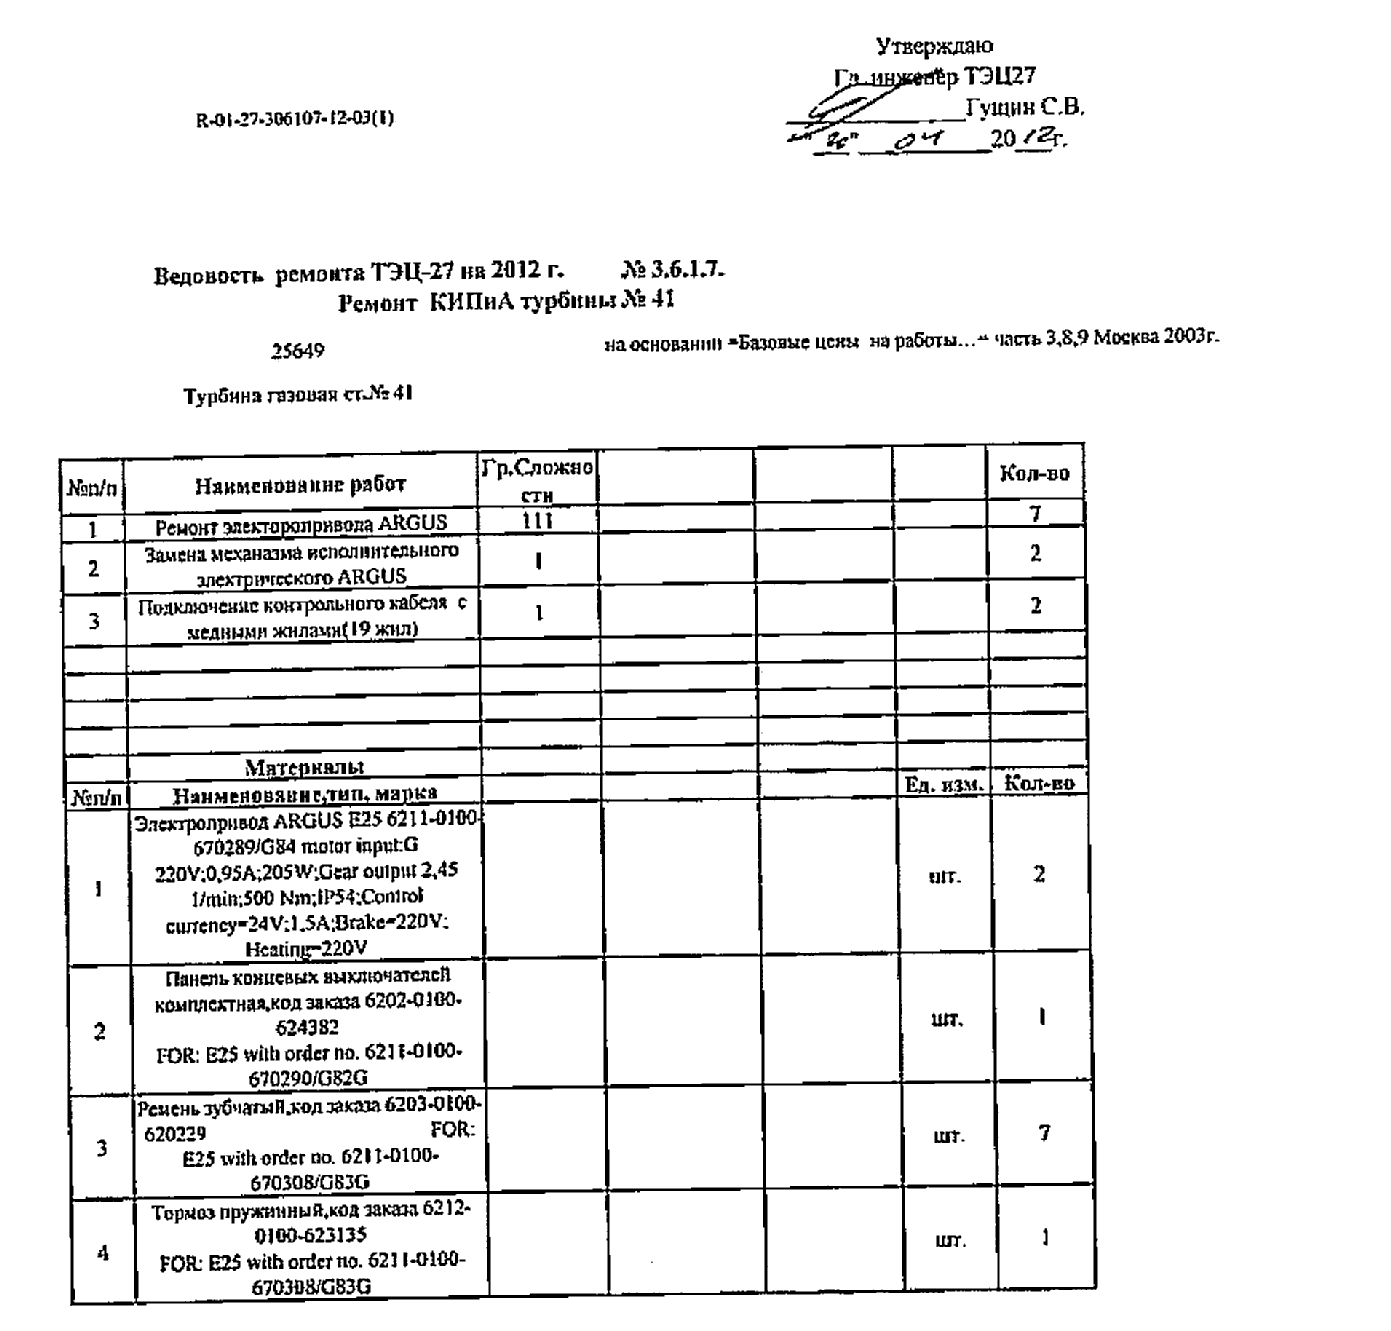 Утверждаю
Гл. инженер ТЭЦ27
R-01-27-306107-12-03(1)
Гущин С.В.
04 2012г.
Ведовость ремонта ТЭЦ-27 на 2012 г. № 3.6.1.7.
Ремонт КИПиА турбины № 41
25649
на основании "Базовые цены на работы..." часть 3,8,9 Москва 2003г.
Турбина газовая ст.№ 41
№п/п Наименование работ Гр.Сложно
сти Кол-во
1 Ремонт электоропривода ARGUS 111 7
2 Замена механазма исполнительного
электрического ARGUS 1 2
3 Подключение контрольного кабеля с
медными жилами(19 жил) 1 2
Материалы
№п/п Наименование,тип, марка Ед. изм. Кол-во
1 Электропривод ARGUS E25 6211-0100-
670289/G84 motor input:G
220V;0,95A;205W;Gear output 2,45
1/min;500 Nm;IP54;Control
currency=24V;1,5A;Brake=220V;
Heating=220V шт. 2
2 Панель концевых выключателей
комплектная,код заказа 6202-0100-
624382
FOR: E25 with order no. 6211-0100-
670290/G82G шт. 1
3 Ремень зубчатый,код заказа 6203-0100-
620229 FOR:
E25 with order no. 6211-0100-
670308/G83G шт. 7
4 Тормоз пружинный,код заказа 6212-
0100-623135
FOR: E25 with order no. 6211-0100-
670308/G83G шт. 1